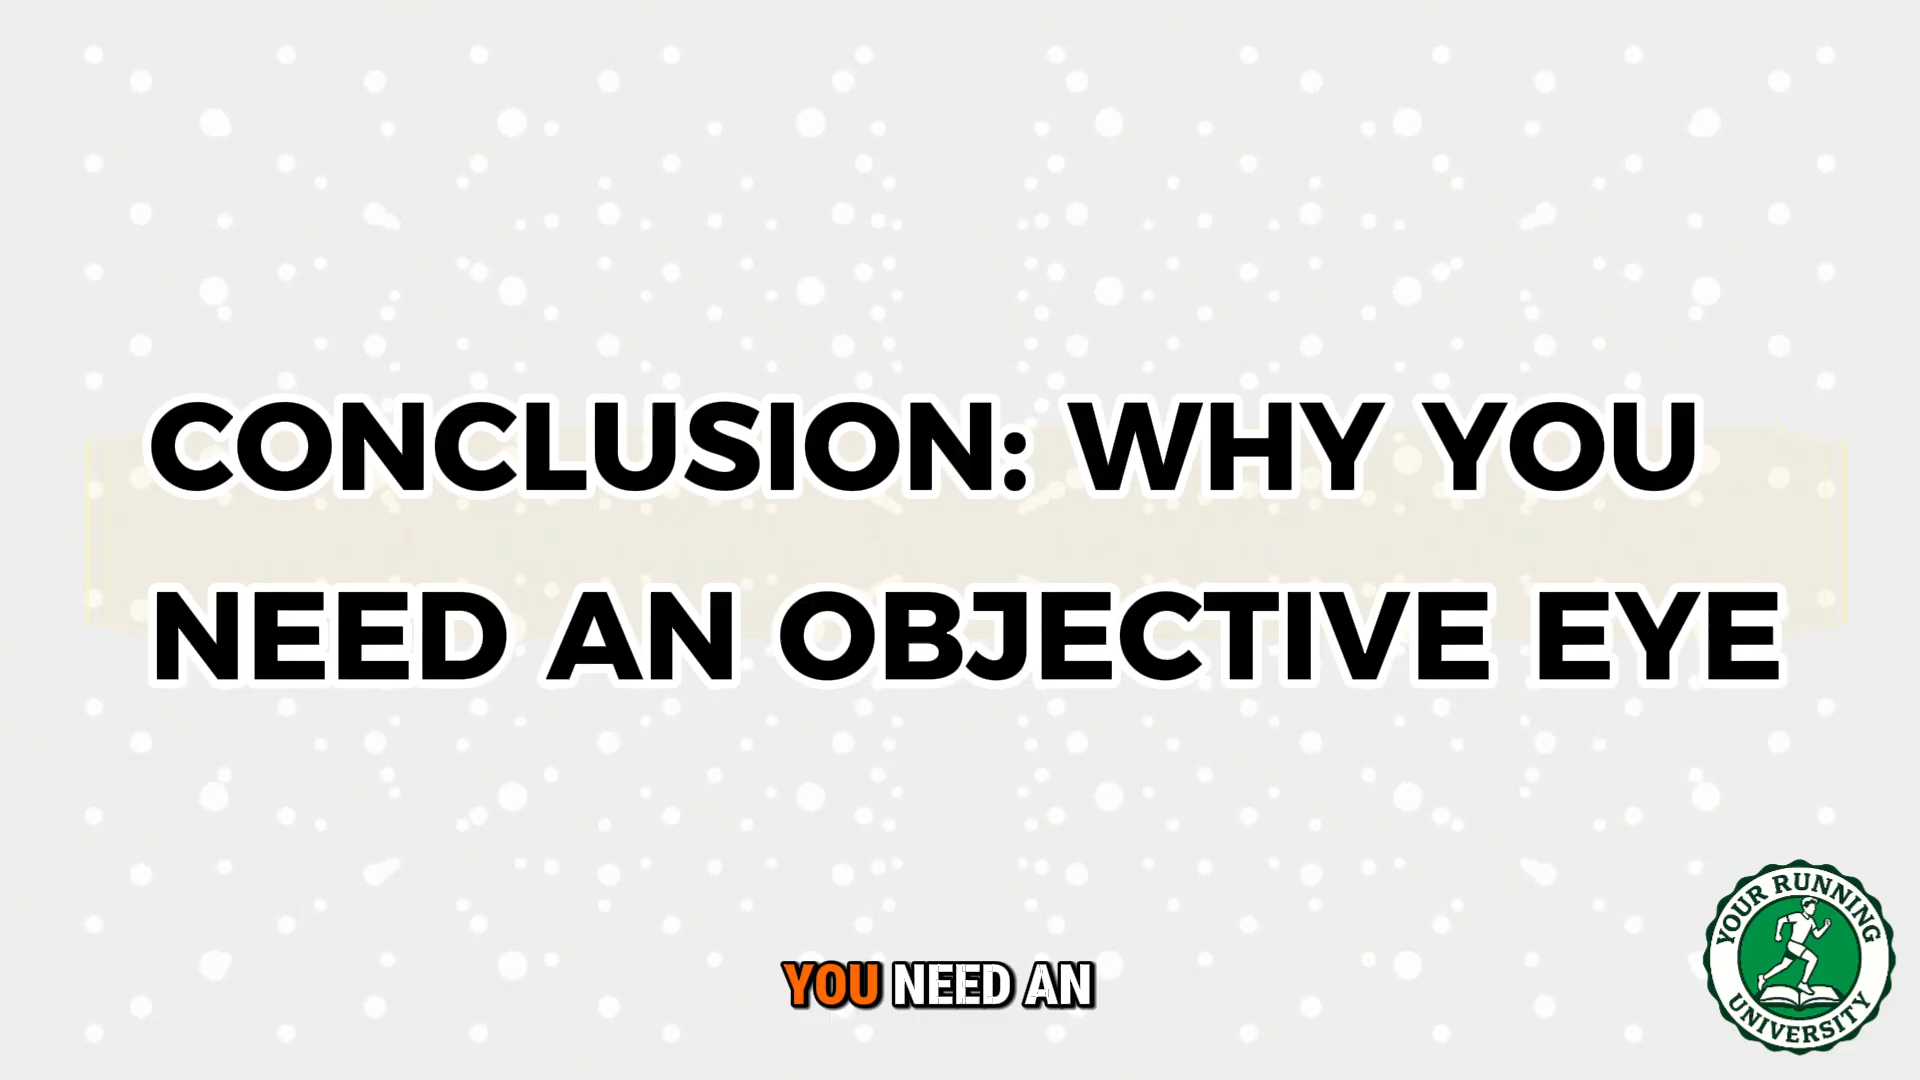 CONCLUSION: WHY YOU
NEED AN OBJECTIVE EYE
YOU NEED AN
YOUR RUNNING
UNIVERSITY